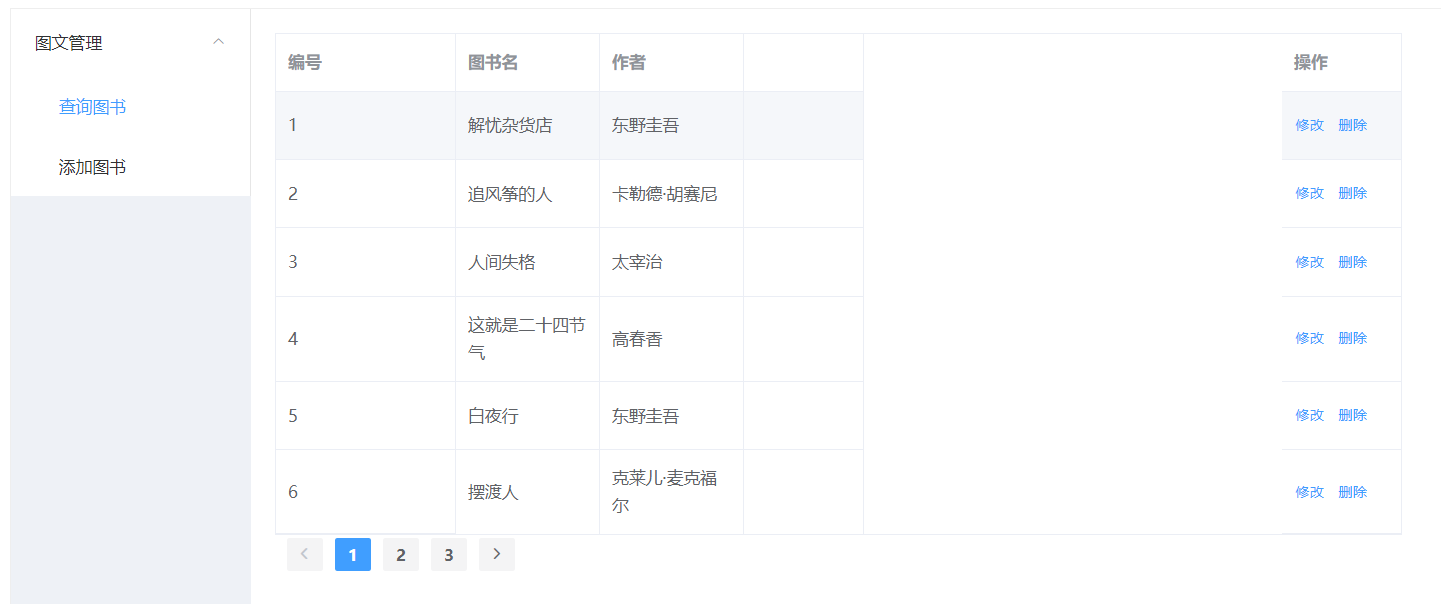 图文管理
查询图书
添加图书
编号 图书名 作者 操作
1 解忧杂货店 东野圭吾 修改 删除
2 追风筝的人 卡勒德·胡赛尼 修改 删除
3 人间失格 太宰治 修改 删除
4 这就是二十四节
气 高春香 修改 删除
5 白夜行 东野圭吾 修改 删除
6 摆渡人 克莱儿·麦克福
尔 修改 删除
1 2 3